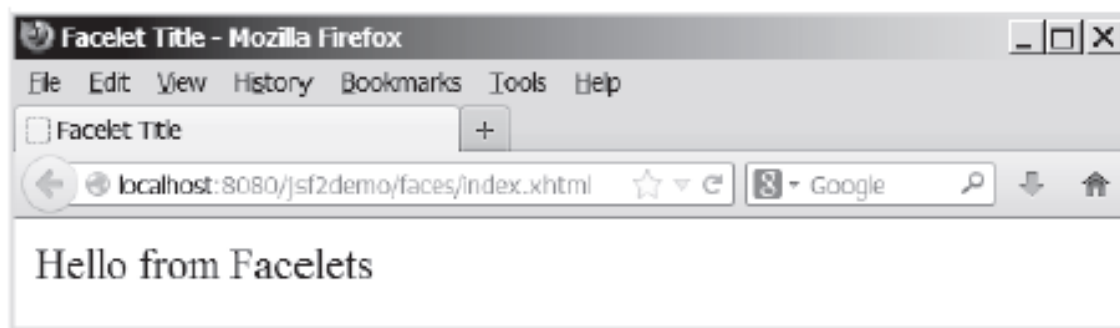 Facelet Title - Mozilla Firefox
File Edit View History Bookmarks Tools Help
Facelet Title +
localhost:8080/jsf2demo/faces/index.xhtml 8 Google
Hello from Facelets